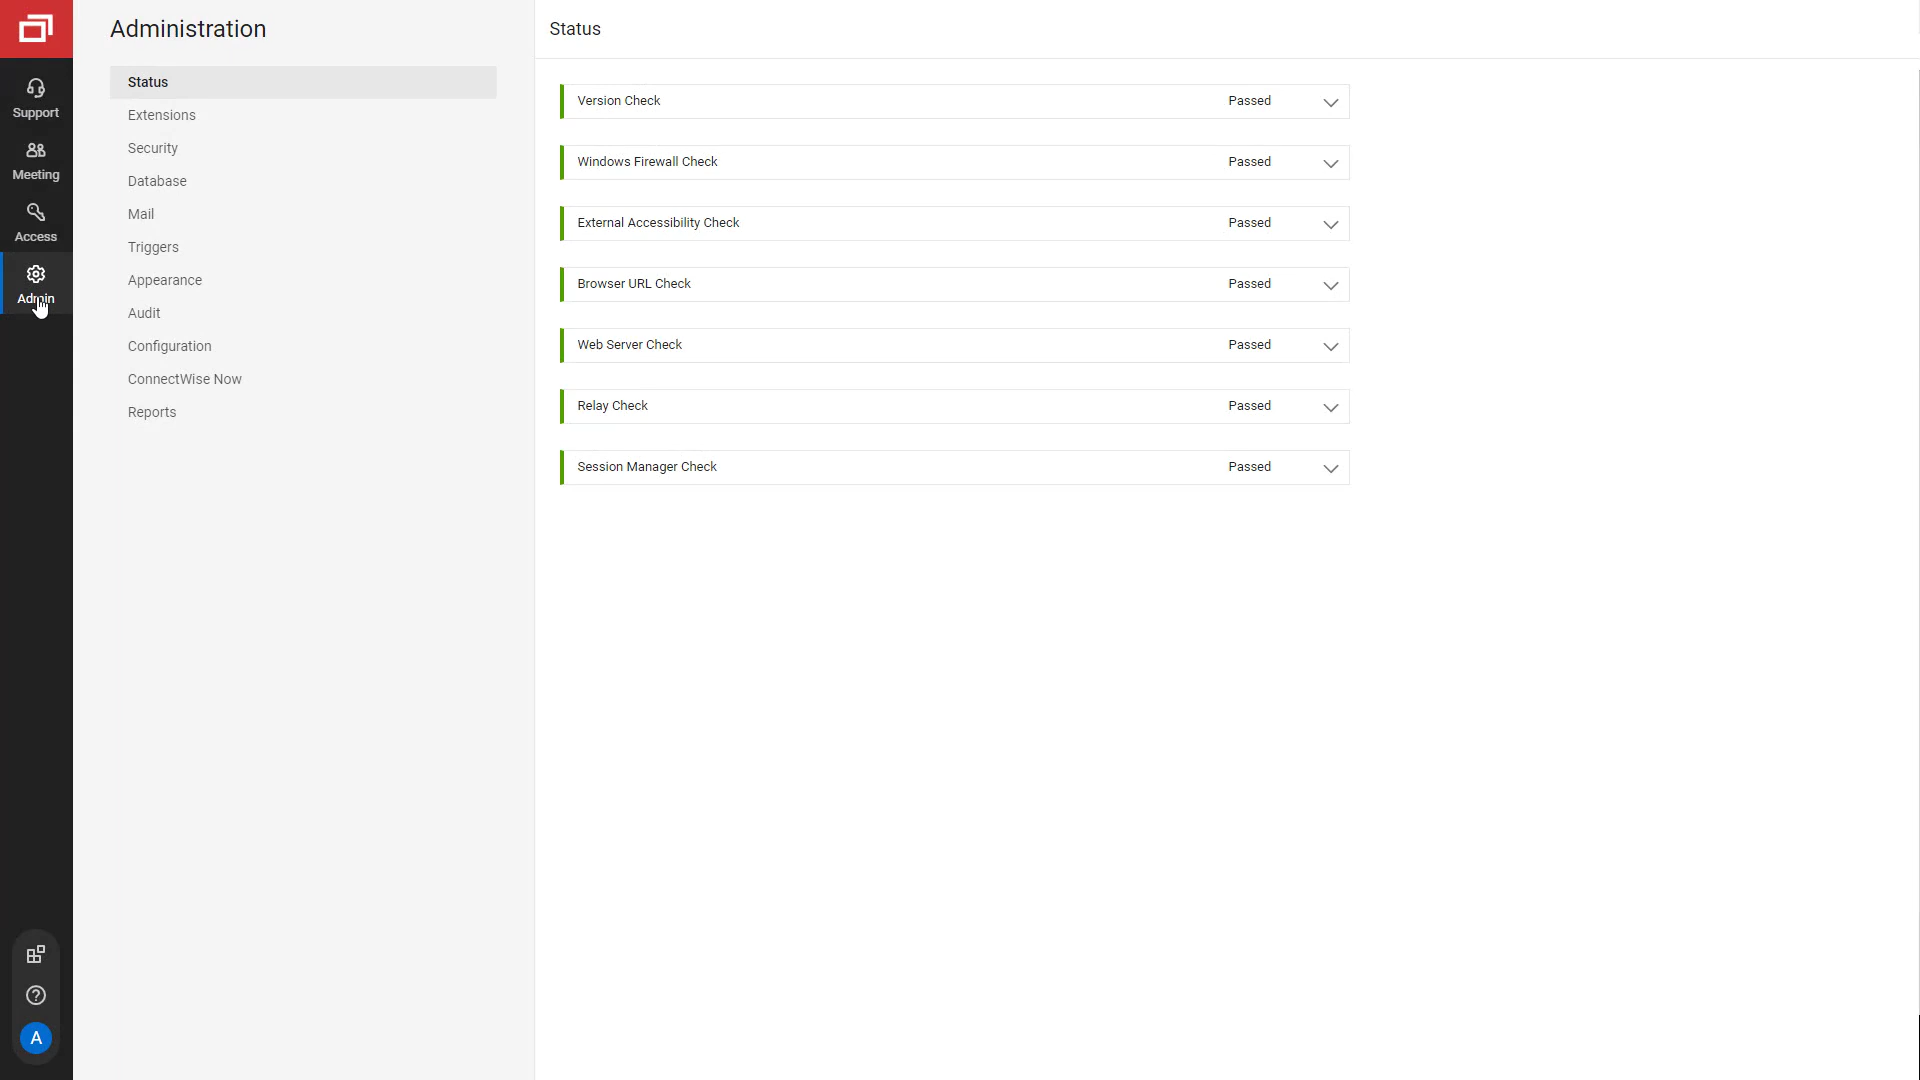 Support
Meeting
Access
Admin
A
Administration
Status
Extensions
Security
Database
Mail
Triggers
Appearance
Audit
Configuration
ConnectWise Now
Reports
Status
Version Check Passed
Windows Firewall Check Passed
External Accessibility Check Passed
Browser URL Check Passed
Web Server Check Passed
Relay Check Passed
Session Manager Check Passed